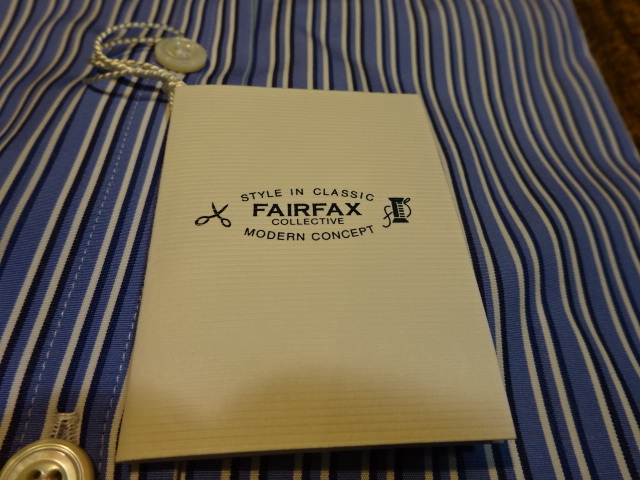 STYLE IN CLASSIC
FAIRFAX
COLLECTIVE
MODERN CONCEPT